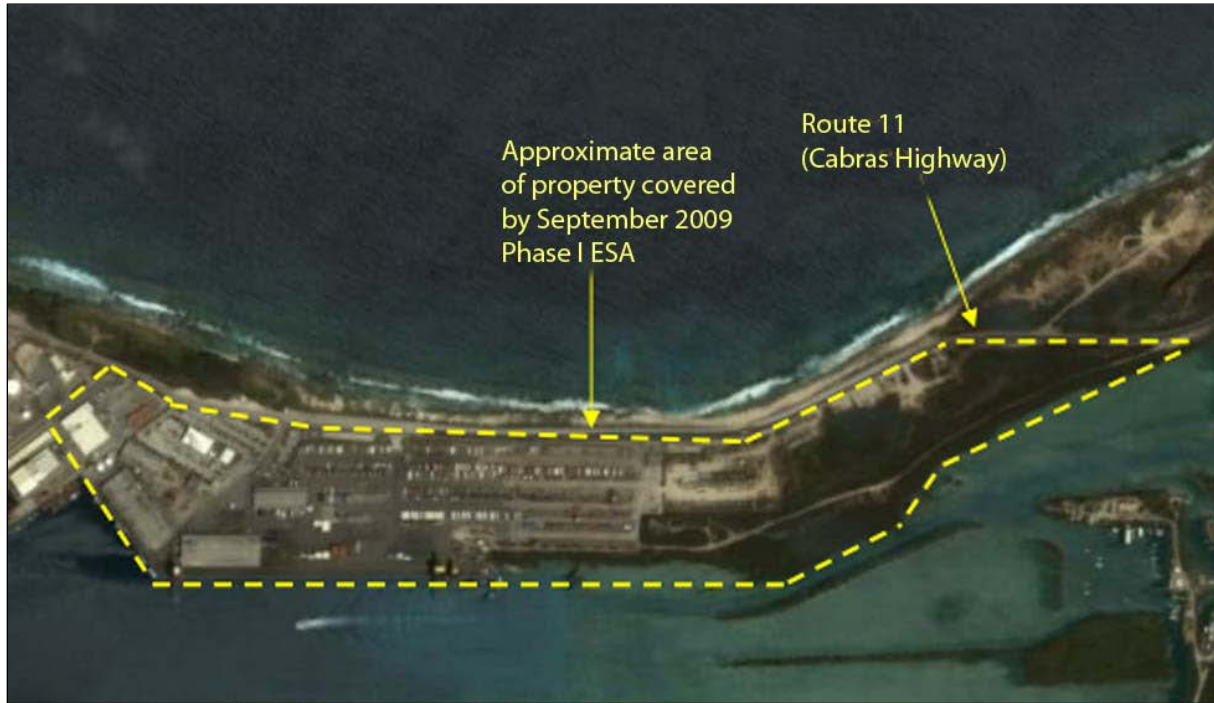 Approximate area
of property covered
by September 2009
Phase I ESA
Route 11
(Cabras Highway)